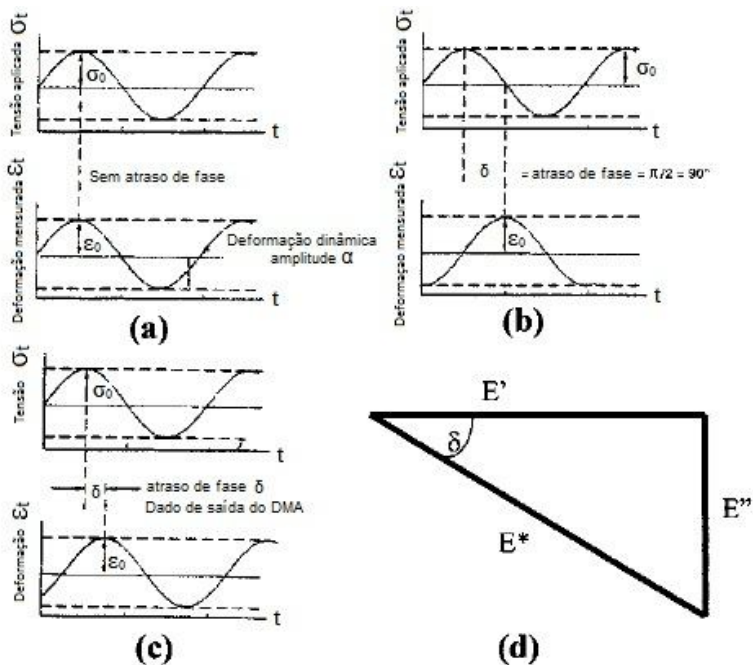 Tensão aplicada σt
σ₀
t
Sem atraso de fase
Deformação mensurada εt
ε₀
Deformação dinâmica
amplitude α
t
(a)
Tensão aplicada σt
σ₀
t
δ = atraso de fase = π/2 = 90°
Deformação mensurada εt
ε₀
t
(b)
Tensão σt
σ₀
t
δ atraso de fase δ
Dado de saída do DMA
Deformação εt
ε₀
t
(c)
E'
δ
E*
E"
(d)